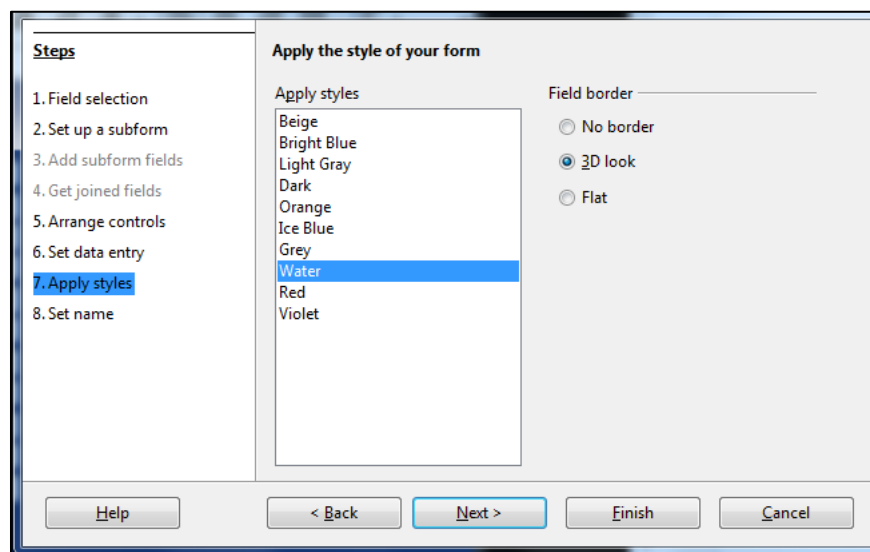 Steps
1. Field selection
2. Set up a subform
3. Add subform fields
4. Get joined fields
5. Arrange controls
6. Set data entry
7. Apply styles
8. Set name
Apply the style of your form
Apply styles
Beige
Bright Blue
Light Gray
Dark
Orange
Ice Blue
Grey
Water
Red
Violet
Field border
No border
3D look
Flat
Help
< Back
Next >
Finish
Cancel